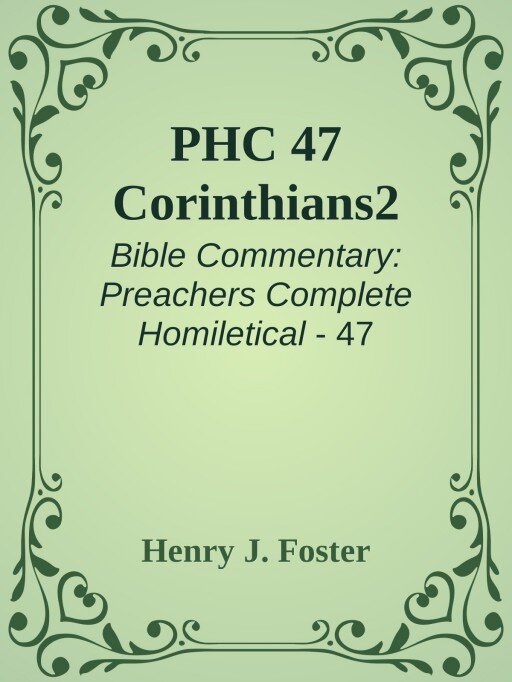 PHC 47
Corinthians2
Bible Commentary:
Preachers Complete
Homiletical - 47
Henry J. Foster